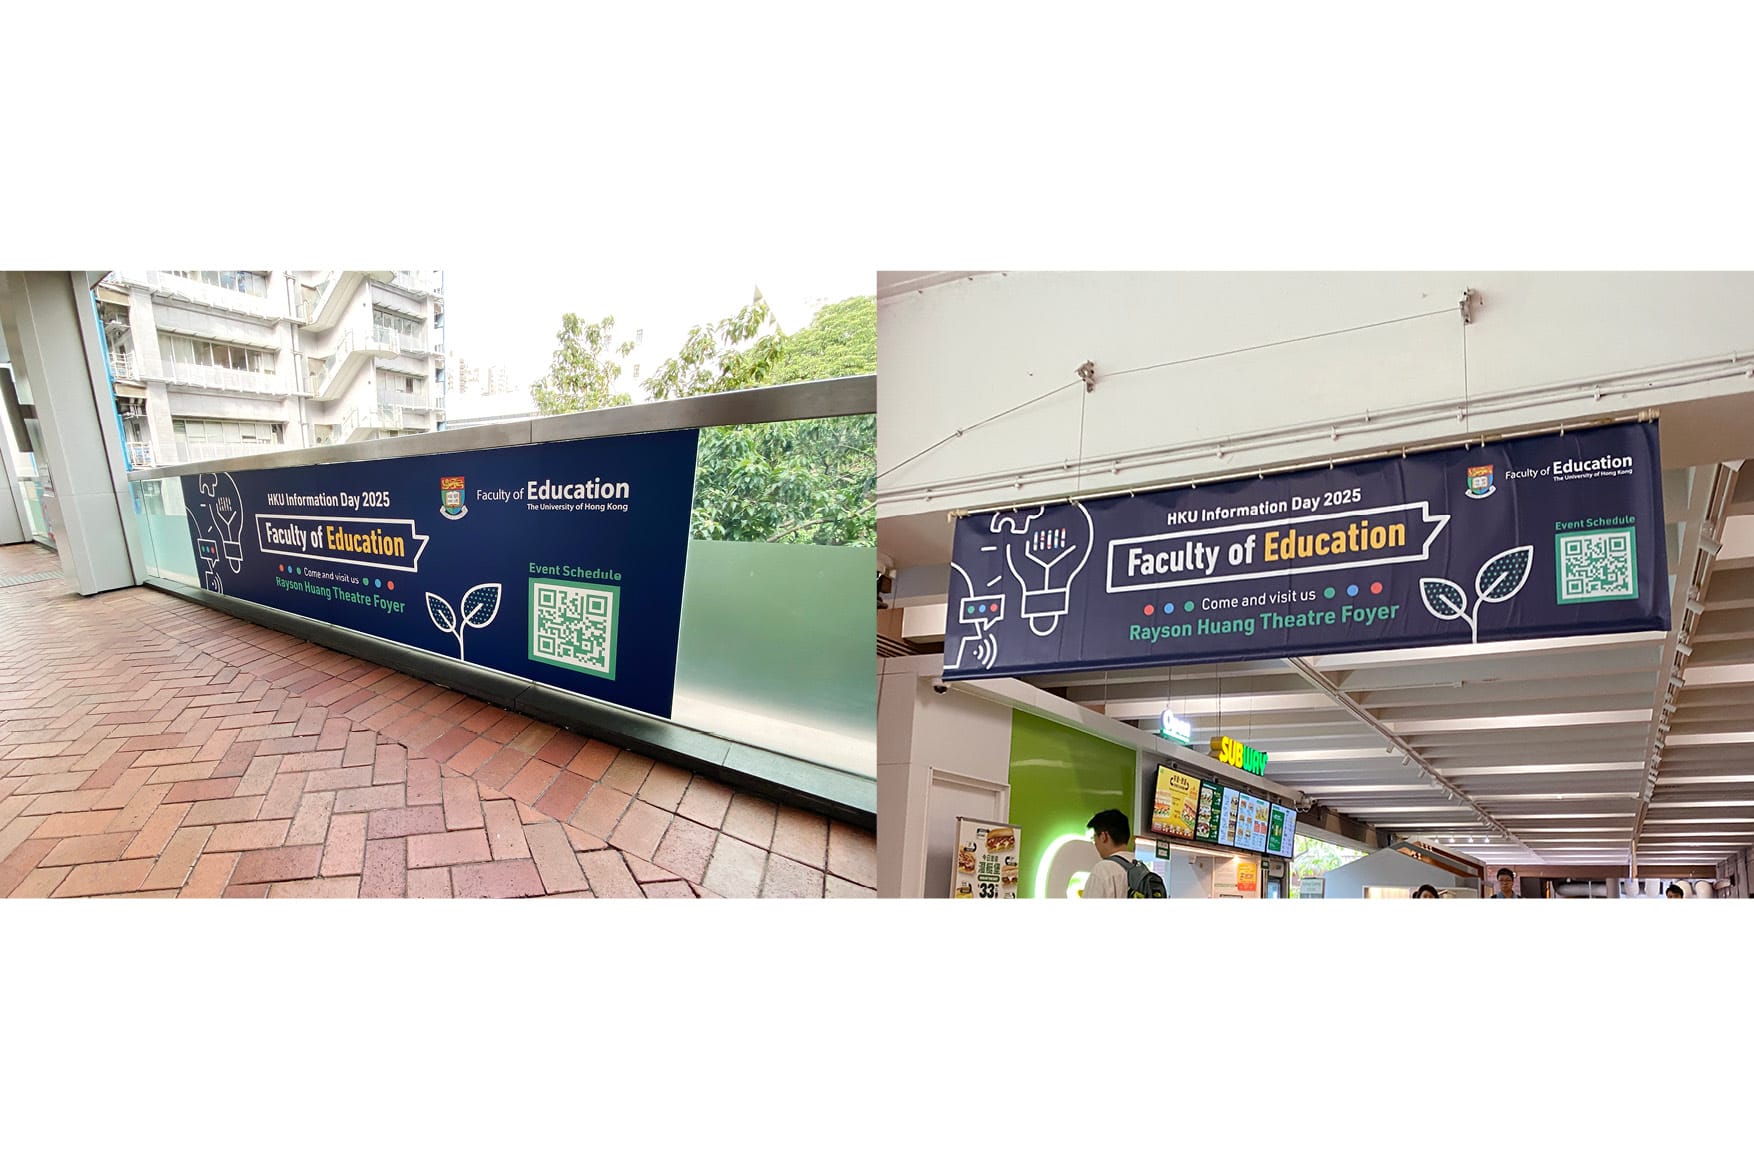 HKU Information Day 2025
Faculty of Education
Come and visit us
Rayson Huang Theatre Foyer
Faculty of Education
The University of Hong Kong
Event Schedule
HKU Information Day 2025
Faculty of Education
Come and visit us
Rayson Huang Theatre Foyer
Faculty of Education
The University of Hong Kong
Event Schedule
Open
SUBWAY
33